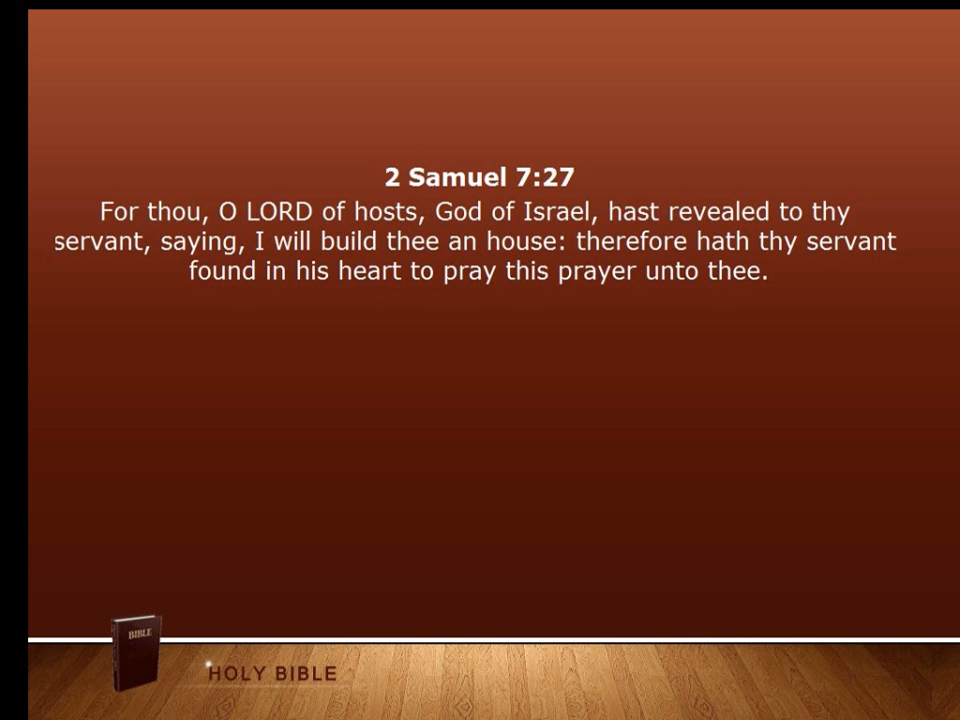 2 Samuel 7:27
For thou, O LORD of hosts, God of Israel, hast revealed to thy
servant, saying, I will build thee an house: therefore hath thy servant
found in his heart to pray this prayer unto thee.
BIBLE
HOLY BIBLE